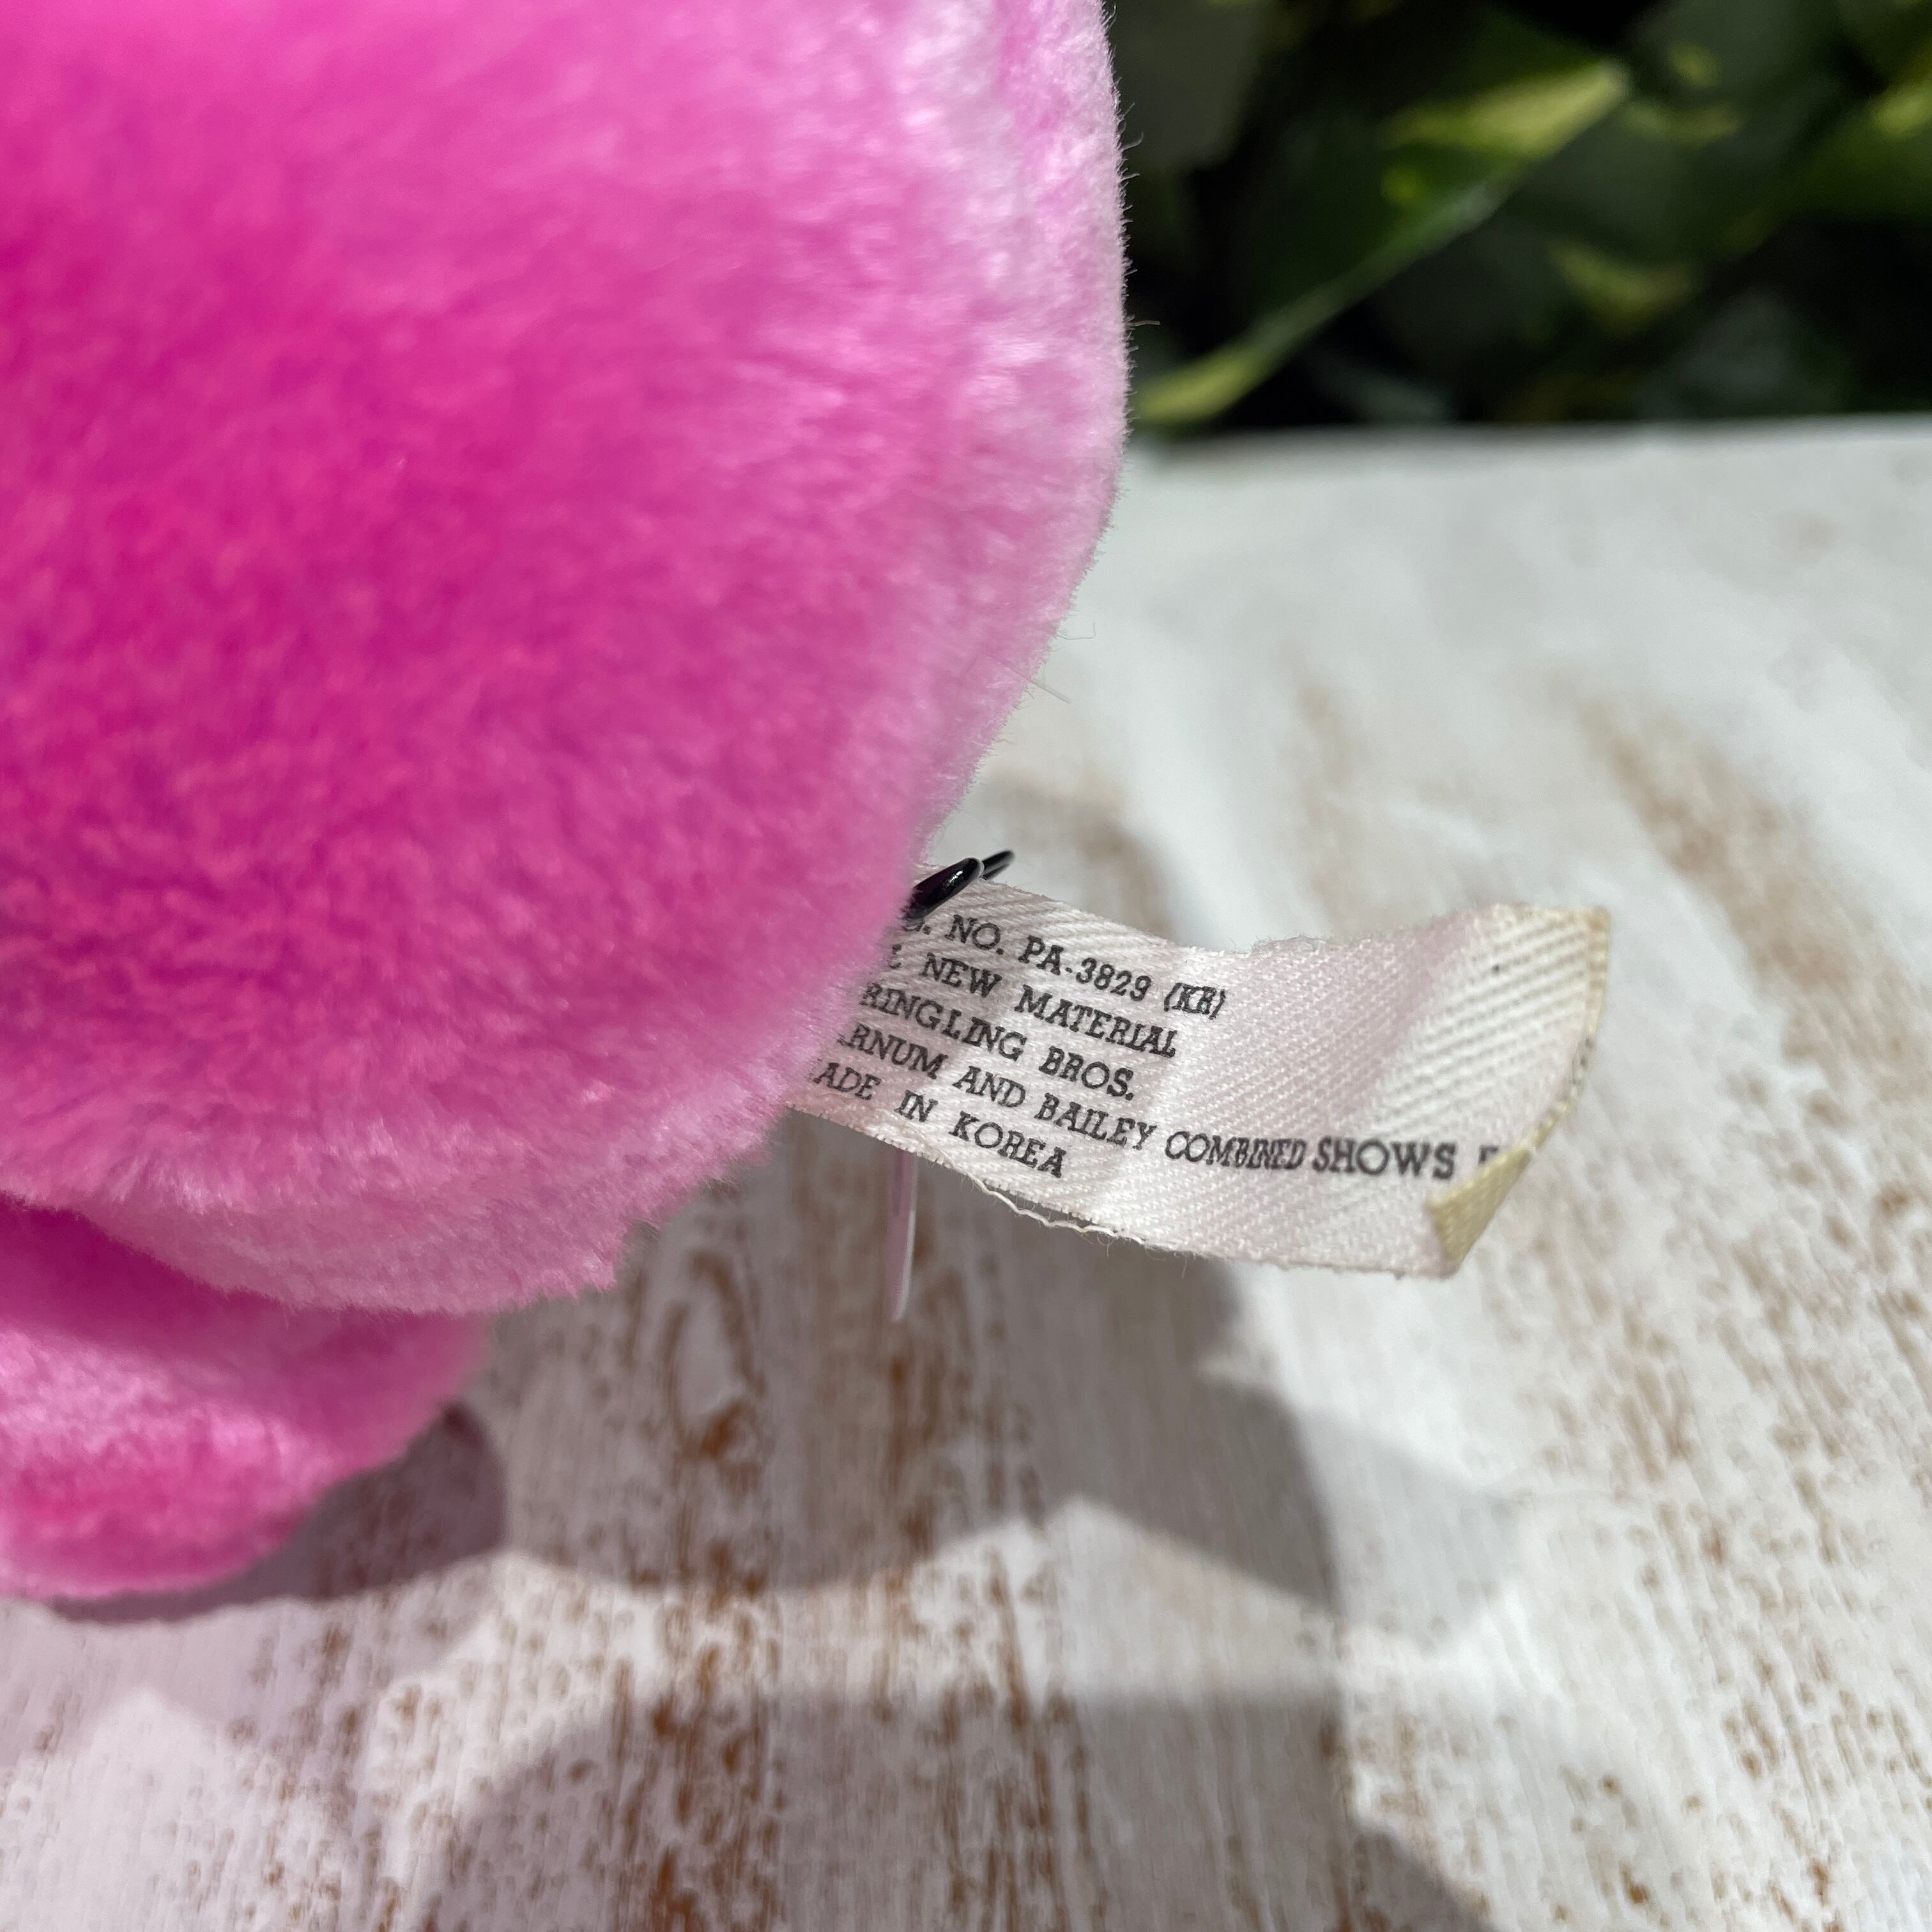 NO. PA-3829 (KR)
NEW MATERIAL
RINGLING BROS.
ARNUM AND BAILEY COMBINED SHOWS
ADE IN KOREA